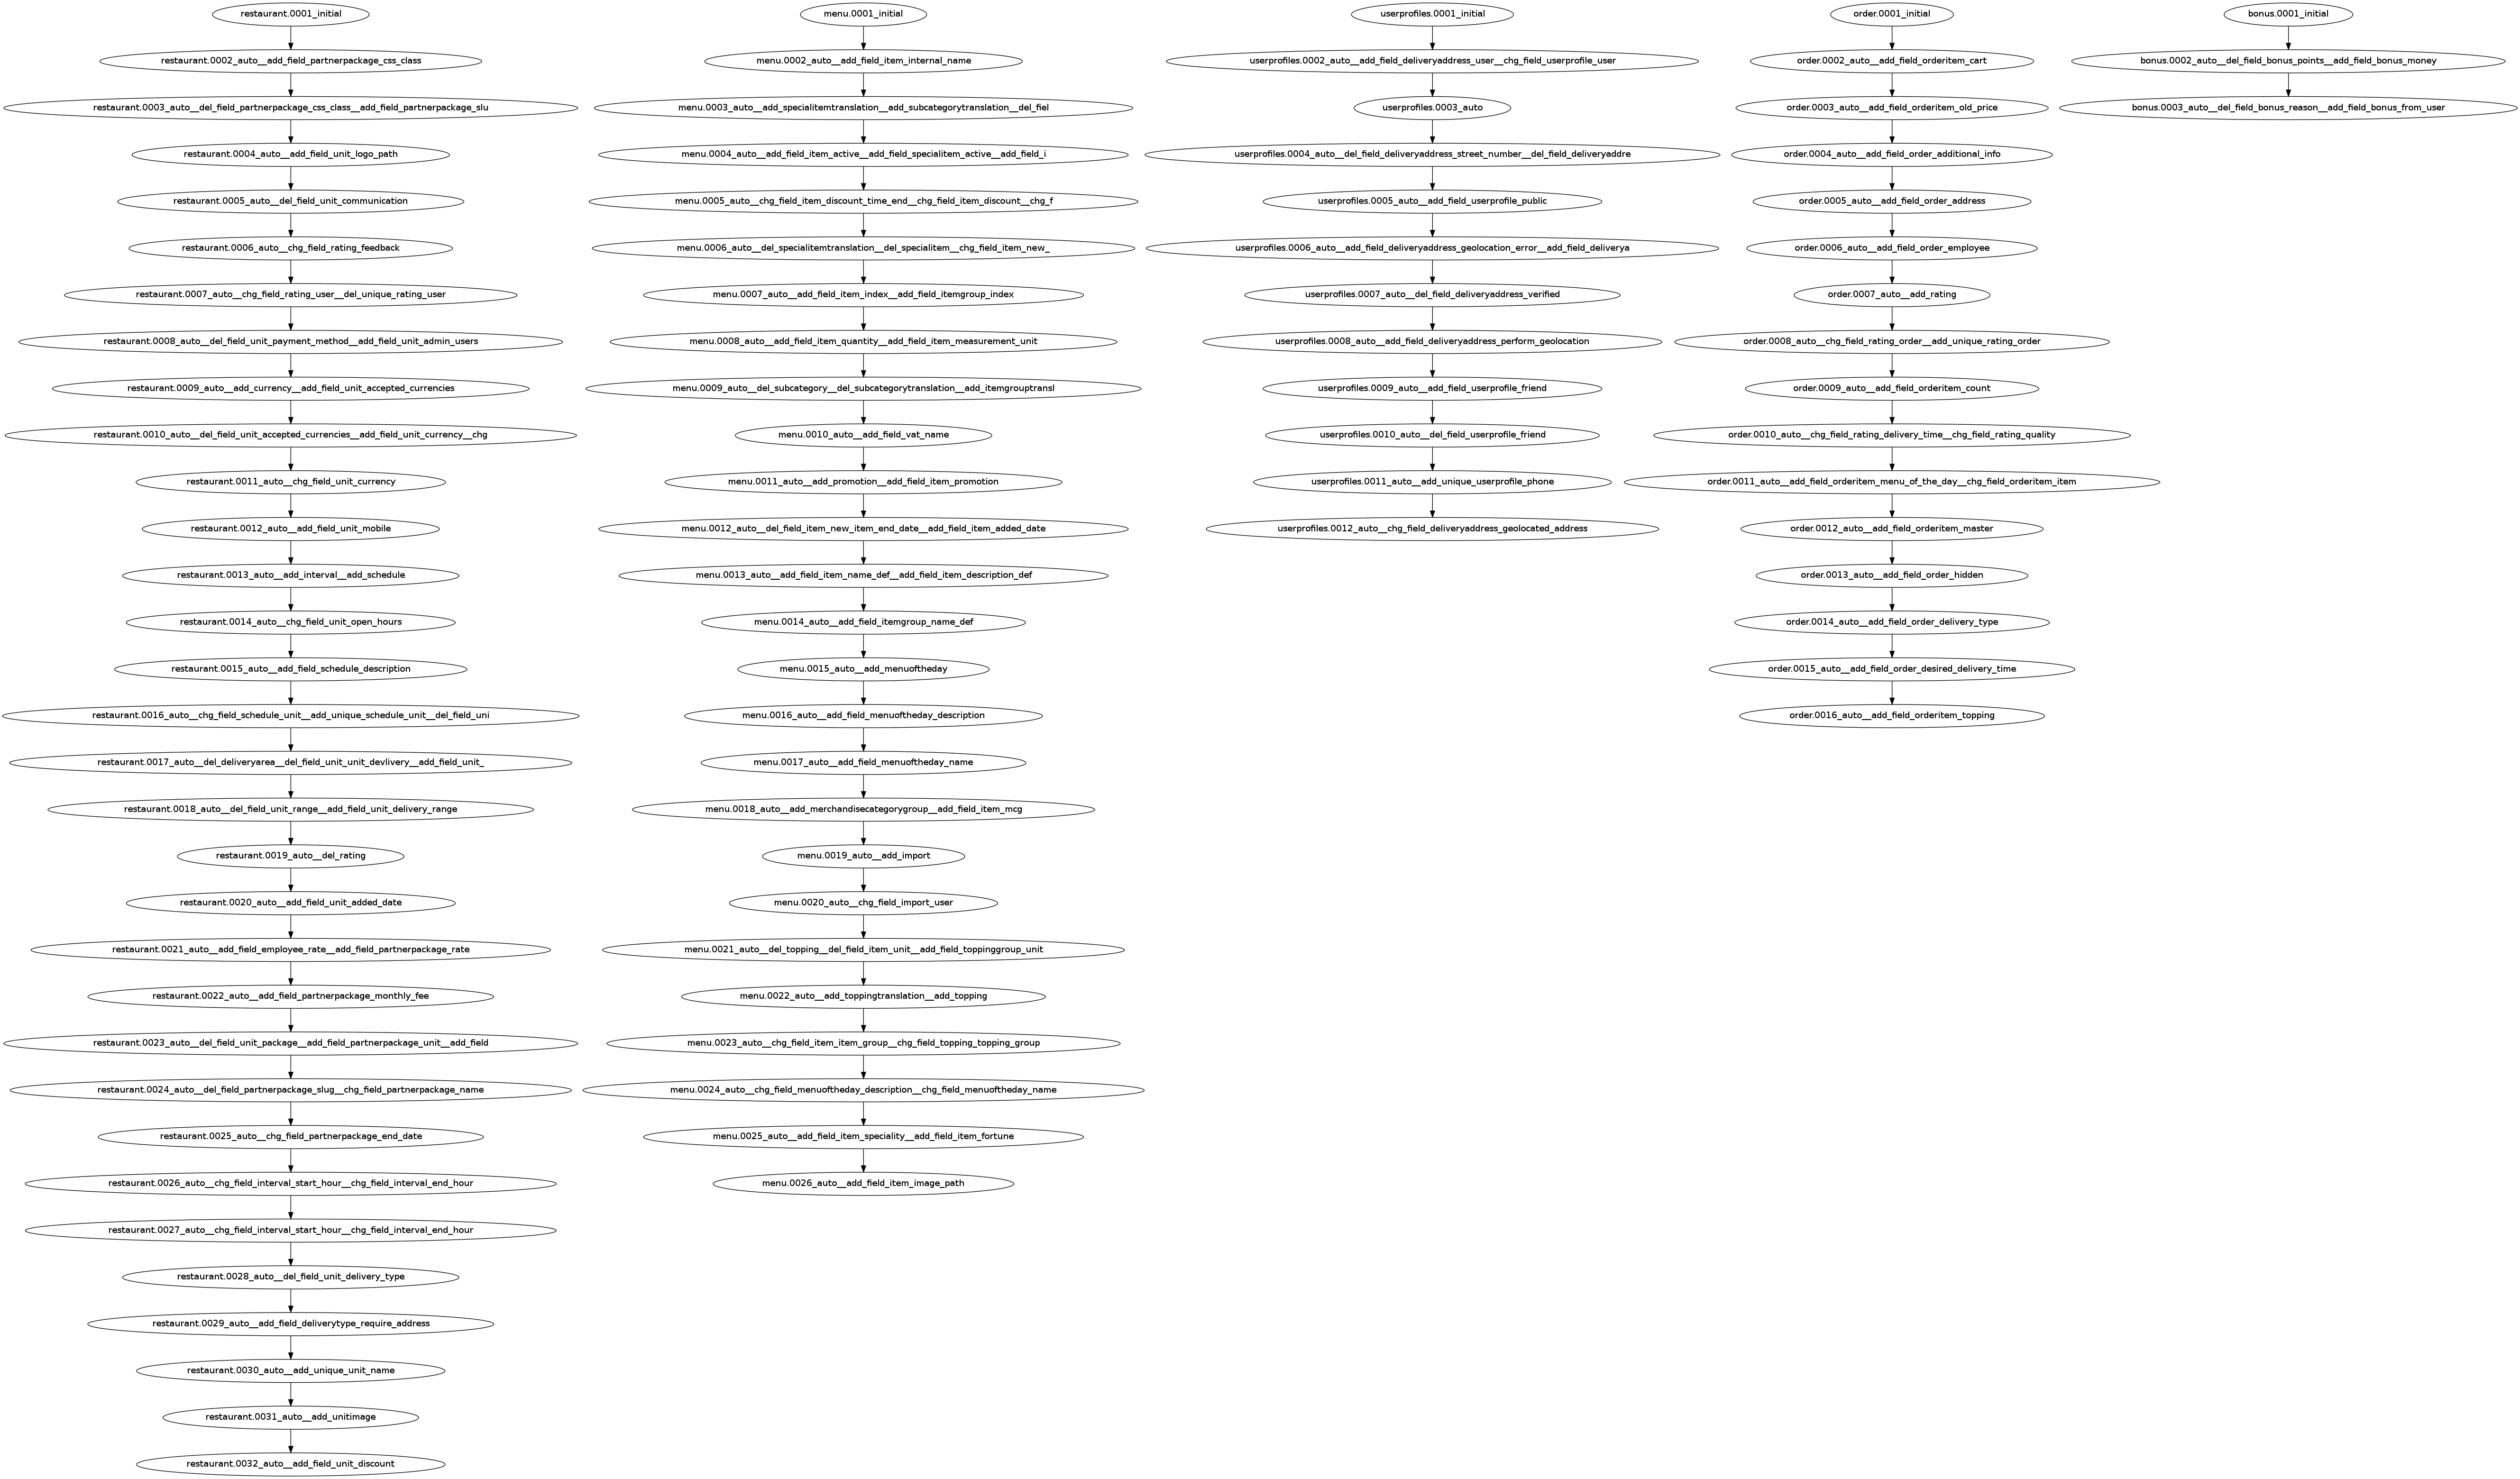 restaurant.0001_initial
restaurant.0002_auto__add_field_partnerpackage_css_class
restaurant.0003_auto__del_field_partnerpackage_css_class__add_field_partnerpackage_slu
restaurant.0004_auto__add_field_unit_logo_path
restaurant.0005_auto__del_field_unit_communication
restaurant.0006_auto__chg_field_rating_feedback
restaurant.0007_auto__chg_field_rating_user__del_unique_rating_user
restaurant.0008_auto__del_field_unit_payment_method__add_field_unit_admin_users
restaurant.0009_auto__add_currency__add_field_unit_accepted_currencies
restaurant.0010_auto__del_field_unit_accepted_currencies__add_field_unit_currency__chg
restaurant.0011_auto__chg_field_unit_currency
restaurant.0012_auto__add_field_unit_mobile
restaurant.0013_auto__add_interval__add_schedule
restaurant.0014_auto__chg_field_unit_open_hours
restaurant.0015_auto__add_field_schedule_description
restaurant.0016_auto__chg_field_schedule_unit__add_unique_schedule_unit__del_field_uni
restaurant.0017_auto__del_deliveryarea__del_field_unit_unit_devlivery__add_field_unit_
restaurant.0018_auto__del_field_unit_range__add_field_unit_delivery_range
restaurant.0019_auto__del_rating
restaurant.0020_auto__add_field_unit_added_date
restaurant.0021_auto__add_field_employee_rate__add_field_partnerpackage_rate
restaurant.0022_auto__add_field_partnerpackage_monthly_fee
restaurant.0023_auto__del_field_unit_package__add_field_partnerpackage_unit__add_field
restaurant.0024_auto__del_field_partnerpackage_slug__chg_field_partnerpackage_name
restaurant.0025_auto__chg_field_partnerpackage_end_date
restaurant.0026_auto__chg_field_interval_start_hour__chg_field_interval_end_hour
restaurant.0027_auto__chg_field_interval_start_hour__chg_field_interval_end_hour
restaurant.0028_auto__del_field_unit_delivery_type
restaurant.0029_auto__add_field_deliverytype_require_address
restaurant.0030_auto__add_unique_unit_name
restaurant.0031_auto__add_unitimage
restaurant.0032_auto__add_field_unit_discount
menu.0001_initial
menu.0002_auto__add_field_item_internal_name
menu.0003_auto__add_specialitemtranslation__add_subcategorytranslation__del_fiel
menu.0004_auto__add_field_item_active__add_field_specialitem_active__add_field_i
menu.0005_auto__chg_field_item_discount_time_end__chg_field_item_discount__chg_f
menu.0006_auto__del_specialitemtranslation__del_specialitem__chg_field_item_new_
menu.0007_auto__add_field_item_index__add_field_itemgroup_index
menu.0008_auto__add_field_item_quantity__add_field_item_measurement_unit
menu.0009_auto__del_subcategory__del_subcategorytranslation__add_itemgrouptransl
menu.0010_auto__add_field_vat_name
menu.0011_auto__add_promotion__add_field_item_promotion
menu.0012_auto__del_field_item_new_item_end_date__add_field_item_added_date
menu.0013_auto__add_field_item_name_def__add_field_item_description_def
menu.0014_auto__add_field_itemgroup_name_def
menu.0015_auto__add_menuoftheday
menu.0016_auto__add_field_menuoftheday_description
menu.0017_auto__add_field_menuoftheday_name
menu.0018_auto__add_merchandisecategorygroup__add_field_item_mcg
menu.0019_auto__add_import
menu.0020_auto__chg_field_import_user
menu.0021_auto__del_topping__del_field_item_unit__add_field_toppinggroup_unit
menu.0022_auto__add_toppingtranslation__add_topping
menu.0023_auto__chg_field_item_item_group__chg_field_topping_topping_group
menu.0024_auto__chg_field_menuoftheday_description__chg_field_menuoftheday_name
menu.0025_auto__add_field_item_speciality__add_field_item_fortune
menu.0026_auto__add_field_item_image_path
userprofiles.0001_initial
userprofiles.0002_auto__add_field_deliveryaddress_user__chg_field_userprofile_user
userprofiles.0003_auto
userprofiles.0004_auto__del_field_deliveryaddress_street_number__del_field_deliveryaddre
userprofiles.0005_auto__add_field_userprofile_public
userprofiles.0006_auto__add_field_deliveryaddress_geolocation_error__add_field_deliverya
userprofiles.0007_auto__del_field_deliveryaddress_verified
userprofiles.0008_auto__add_field_deliveryaddress_perform_geolocation
userprofiles.0009_auto__add_field_userprofile_friend
userprofiles.0010_auto__del_field_userprofile_friend
userprofiles.0011_auto__add_unique_userprofile_phone
userprofiles.0012_auto__chg_field_deliveryaddress_geolocated_address
order.0001_initial
order.0002_auto__add_field_orderitem_cart
order.0003_auto__add_field_orderitem_old_price
order.0004_auto__add_field_order_additional_info
order.0005_auto__add_field_order_address
order.0006_auto__add_field_order_employee
order.0007_auto__add_rating
order.0008_auto__chg_field_rating_order__add_unique_rating_order
order.0009_auto__add_field_orderitem_count
order.0010_auto__chg_field_rating_delivery_time__chg_field_rating_quality
order.0011_auto__add_field_orderitem_menu_of_the_day__chg_field_orderitem_item
order.0012_auto__add_field_orderitem_master
order.0013_auto__add_field_order_hidden
order.0014_auto__add_field_order_delivery_type
order.0015_auto__add_field_order_desired_delivery_time
order.0016_auto__add_field_orderitem_topping
bonus.0001_initial
bonus.0002_auto__del_field_bonus_points__add_field_bonus_money
bonus.0003_auto__del_field_bonus_reason__add_field_bonus_from_user